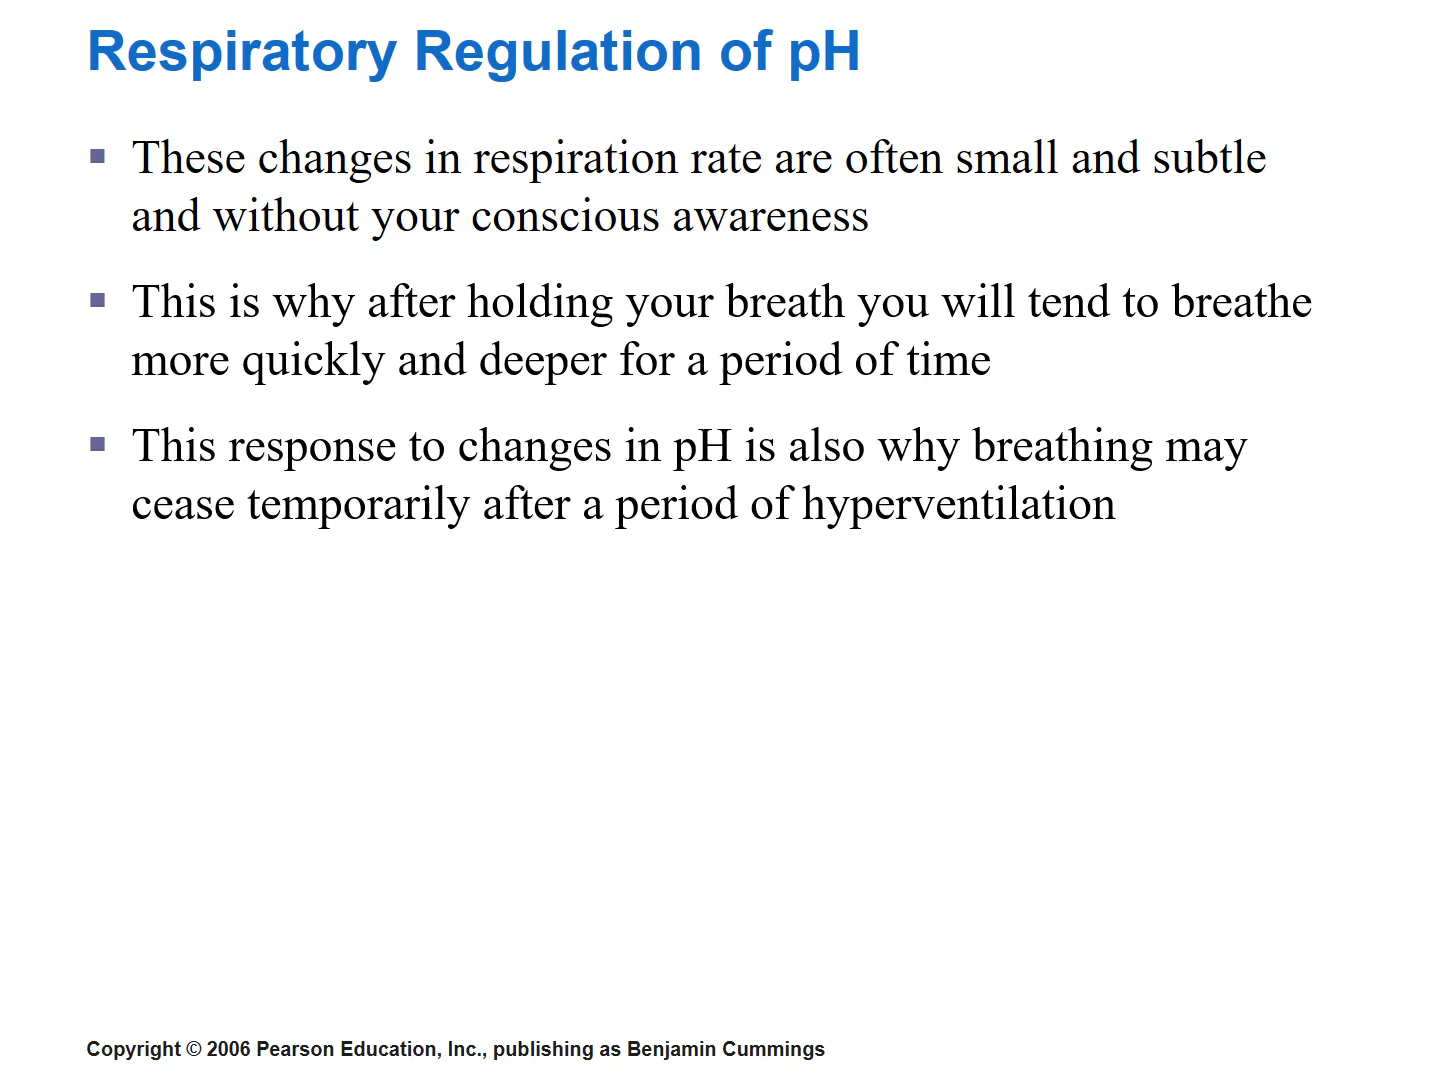 Respiratory Regulation of pH
▪ These changes in respiration rate are often small and subtle
and without your conscious awareness
▪ This is why after holding your breath you will tend to breathe
more quickly and deeper for a period of time
▪ This response to changes in pH is also why breathing may
cease temporarily after a period of hyperventilation
Copyright © 2006 Pearson Education, Inc., publishing as Benjamin Cummings